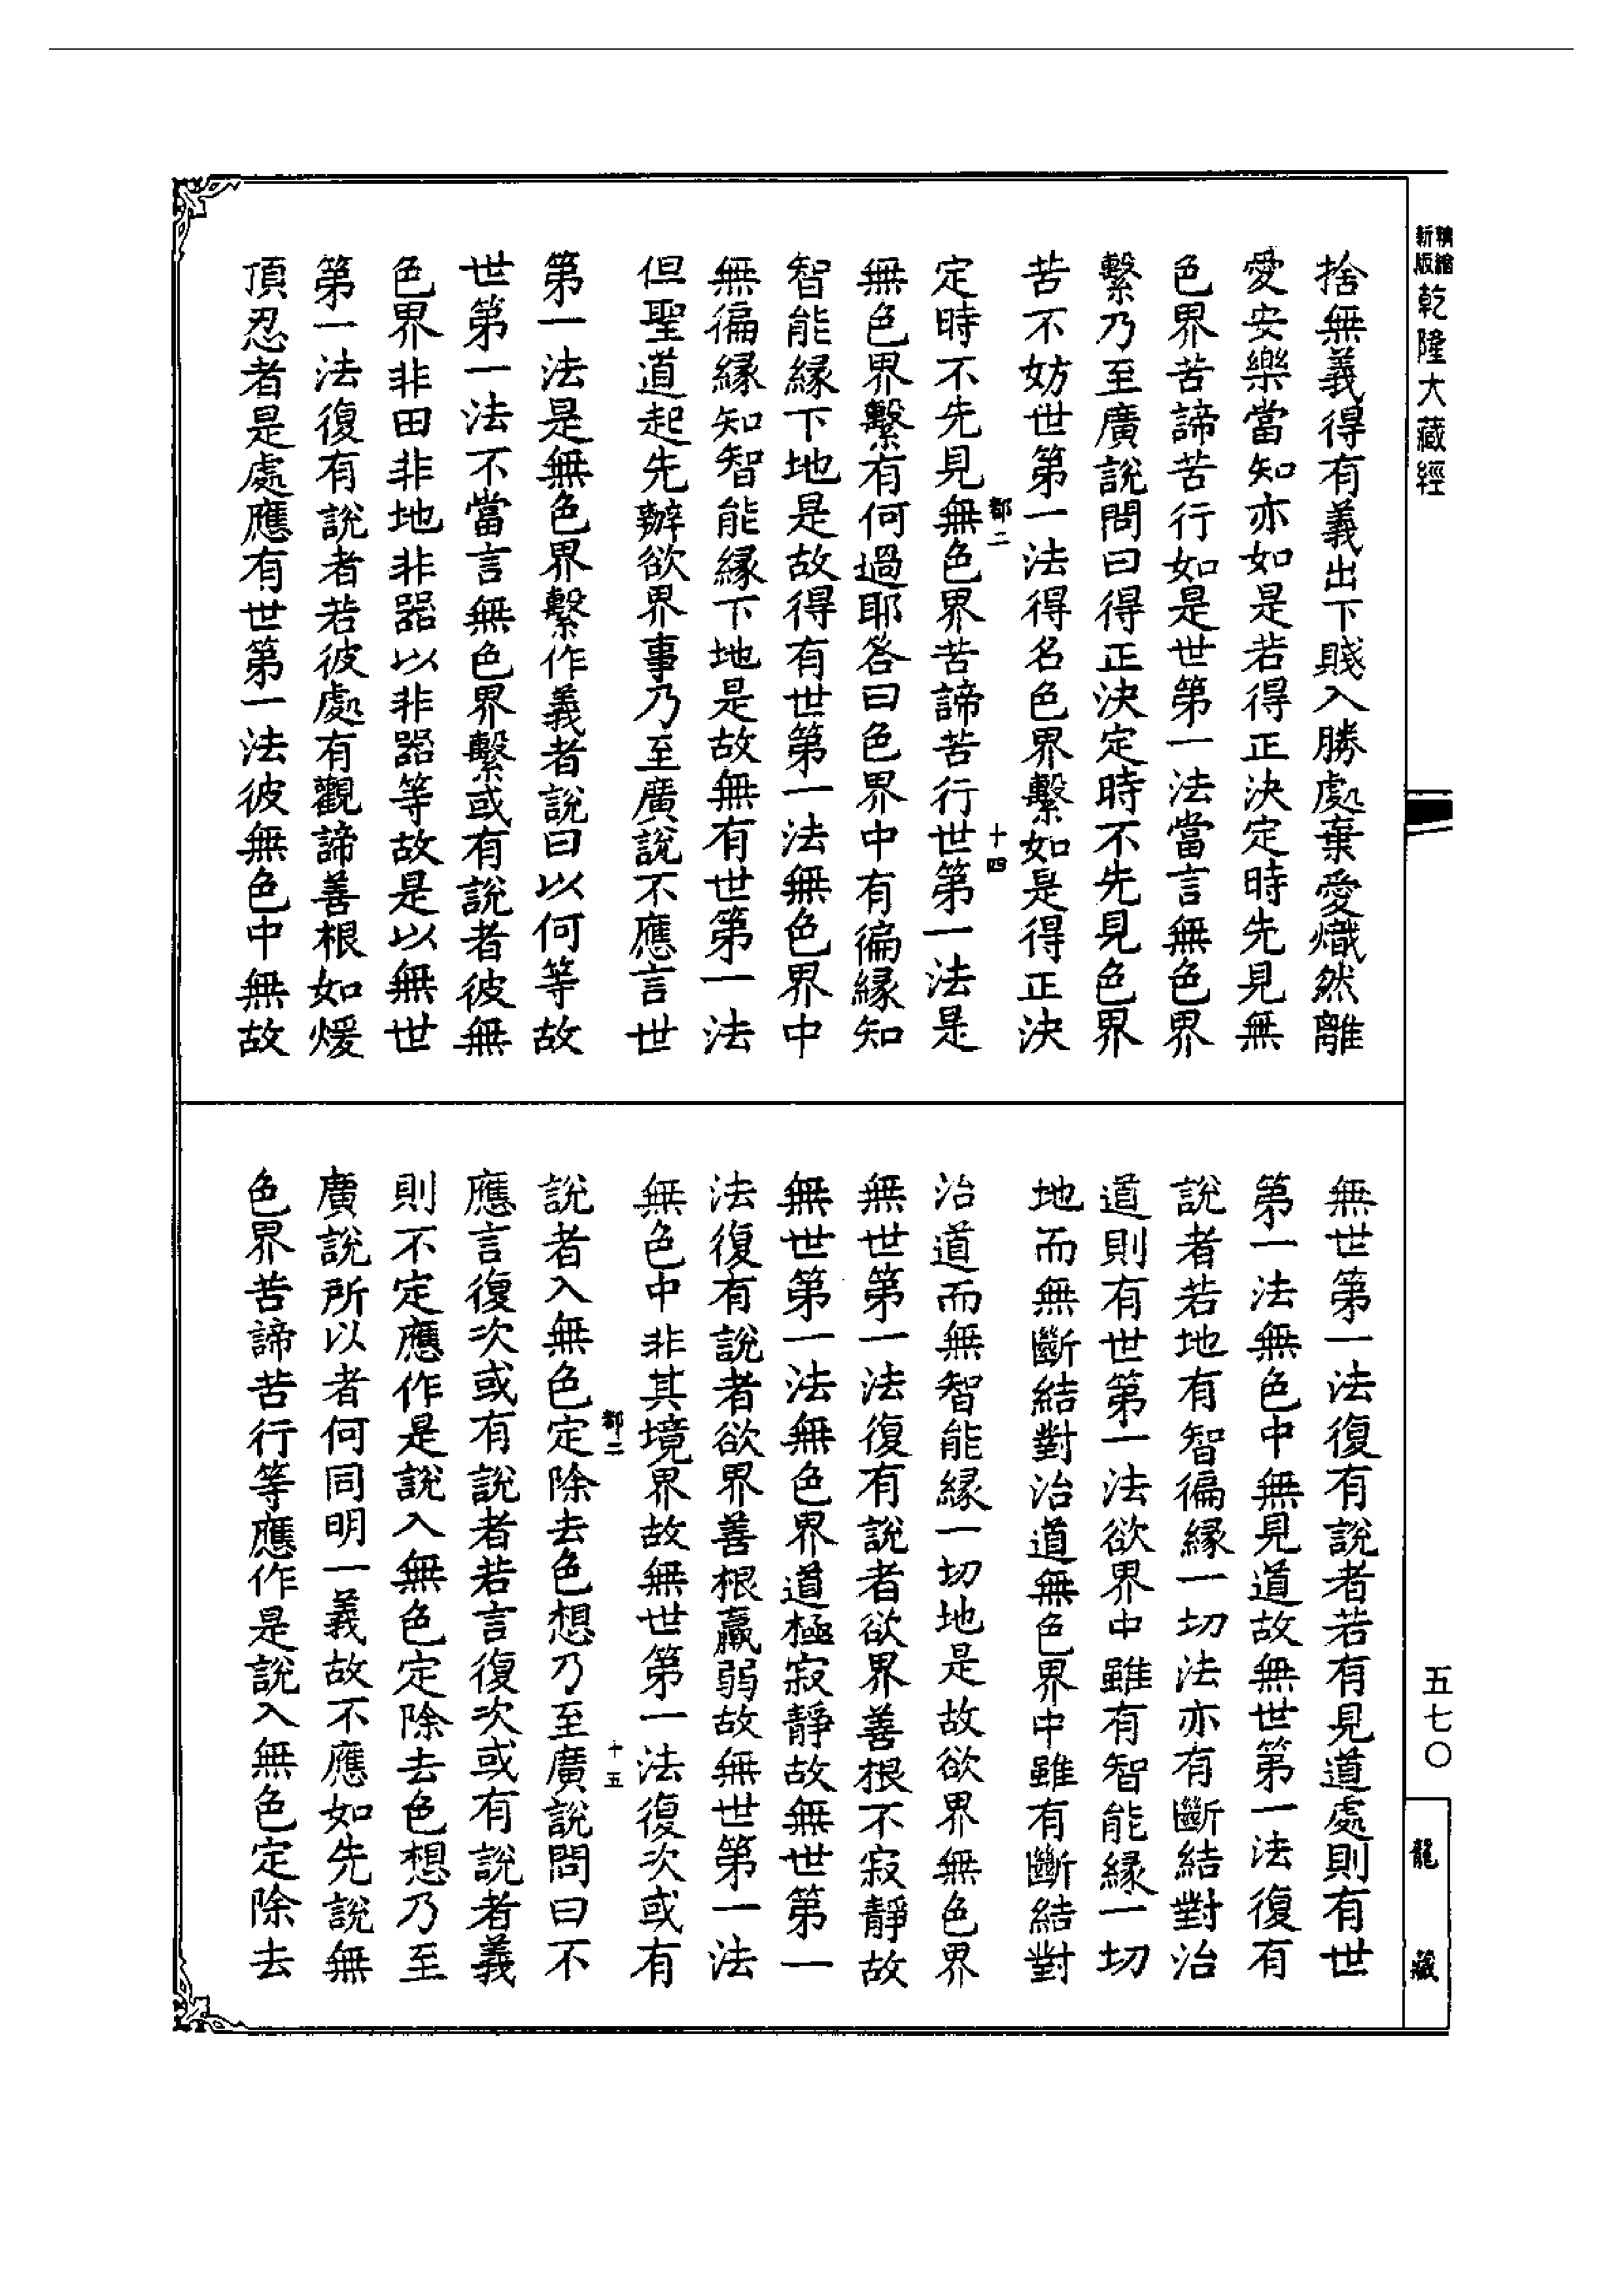 精縮新版乾隆大藏經
五七〇
龍藏
捨無義得有義出下賤入勝處棄愛熾然離
愛安樂當知亦如是若得正決定時先見無
色界苦諦苦行如是世第一法當言無色界
繫乃至廣說問曰得正決定時不先見色界
苦不妨世第一法得名色界繫如是得正決
都二 十四
定時不先見無色界苦諦苦行世第一法是
無色界繫有何過耶答曰色界中有徧緣知
智能緣下地是故得有世第一法無色界中
無徧緣知智能緣下地是故無有世第一法
但聖道起先辦欲界事乃至廣說不應言世
第一法是無色界繫作義者說曰以何等故
世第一法不當言無色界繫或有說者彼無
色界非田非地非器以非器等故是以無世
第一法復有說者若彼處有觀諦善根如煖
頂忍者是處應有世第一法彼無色中無故
無世第一法復有說者若有見道處則有世
第一法無色中無見道故無世第一法復有
說者若地有智徧緣一切法亦有斷結對治
道則有世第一法欲界中雖有智能緣一切
地而無斷結對治道無色界中雖有斷結對
治道而無智能緣一切地是故欲界無色界
無世第一法復有說者欲界善根不寂靜故
無世第一法無色界道極寂靜故無世第一
法復有說者欲界善根羸弱故無世第一法
無色中非其境界故無世第一法復次或有
都二 十五
說者入無色定除去色想乃至廣說問曰不
應言復次或有說者若言復次或有說者義
則不定應作是說入無色定除去色想乃至
廣說所以者何同明一義故不應如先說無
色界苦諦苦行等應作是說入無色定除去